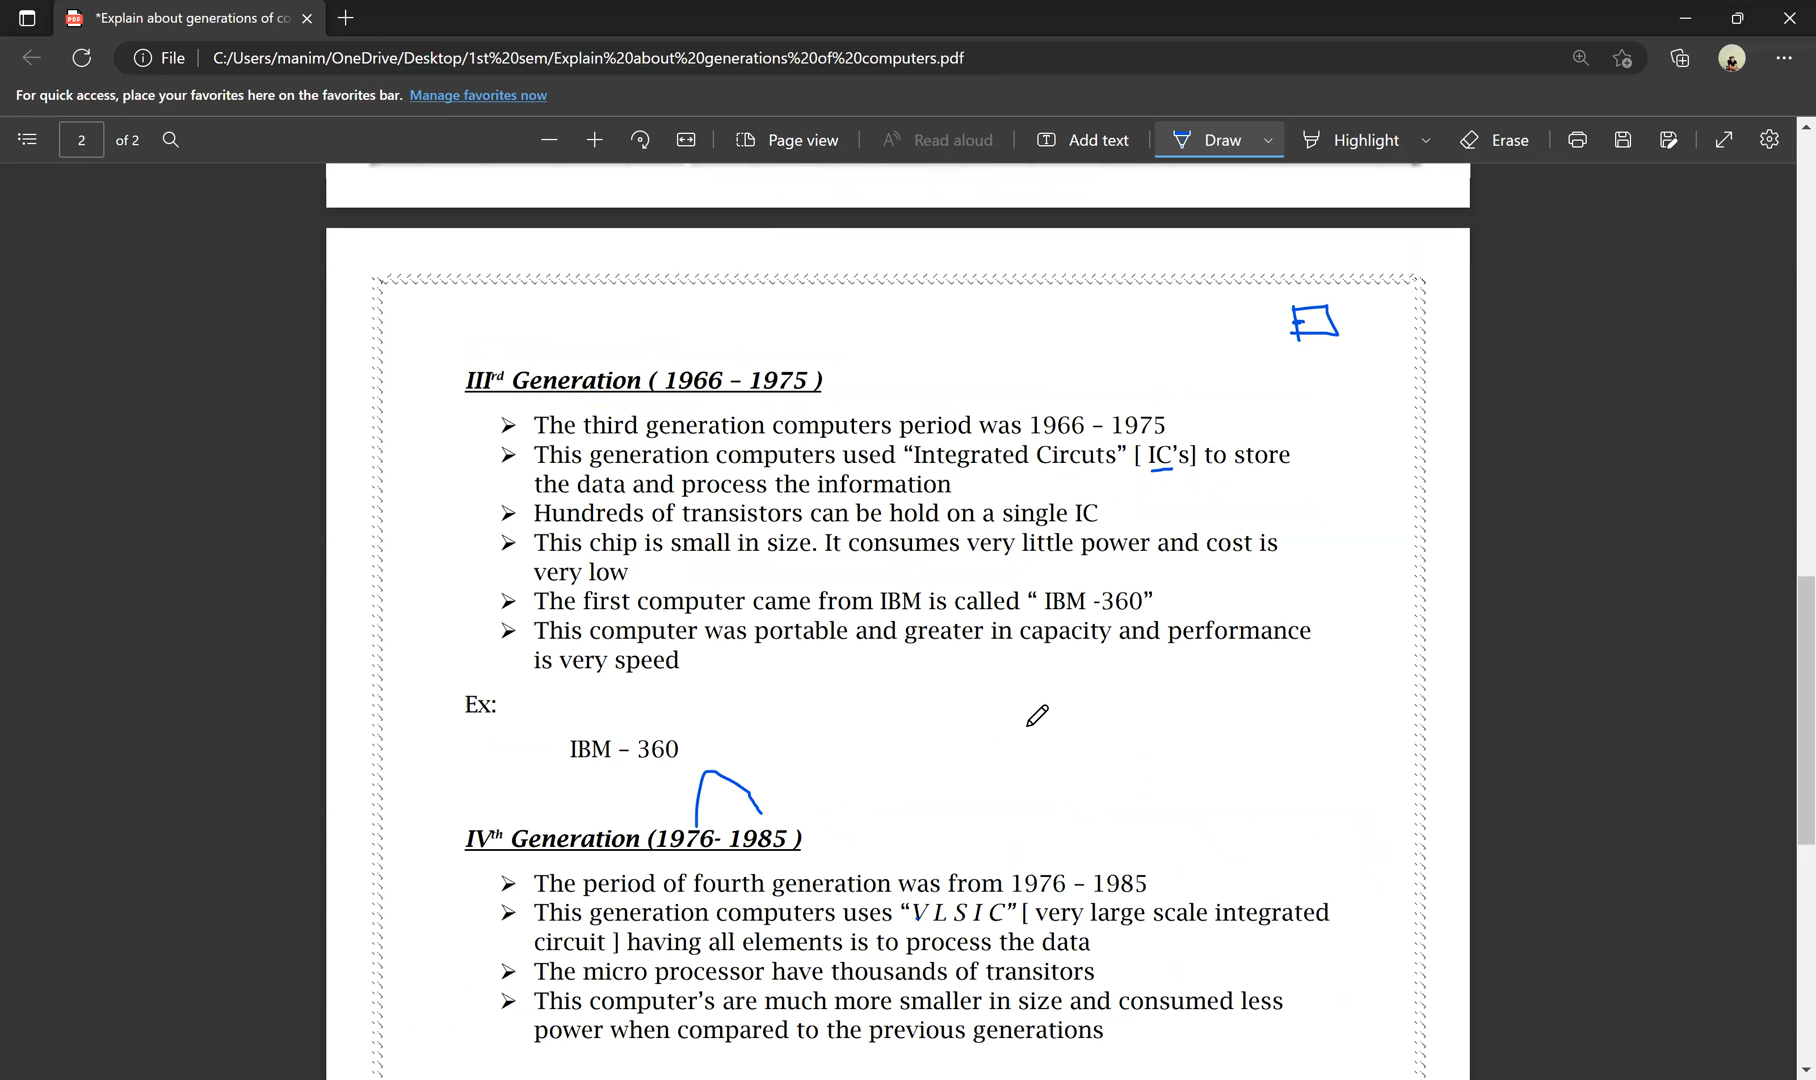 *Explain about generations of co
File
C:/Users/manim/OneDrive/Desktop/1st%20sem/Explain%20about%20generations%20of%20computers.pdf
For quick access, place your favorites here on the favorites bar. Manage favorites now
2 of 2 Page view Read aloud Add text Draw Highlight Erase
IIIrd Generation ( 1966 – 1975 )
➢ The third generation computers period was 1966 – 1975
➢ This generation computers used “Integrated Circuts” [ IC’s] to store
the data and process the information
➢ Hundreds of transistors can be hold on a single IC
➢ This chip is small in size. It consumes very little power and cost is
very low
➢ The first computer came from IBM is called “ IBM -360”
➢ This computer was portable and greater in capacity and performance
is very speed
Ex:
IBM – 360
IVth Generation (1976- 1985 )
➢ The period of fourth generation was from 1976 – 1985
➢ This generation computers uses “V L S I C” [ very large scale integrated
circuit ] having all elements is to process the data
➢ The micro processor have thousands of transitors
➢ This computer’s are much more smaller in size and consumed less
power when compared to the previous generations